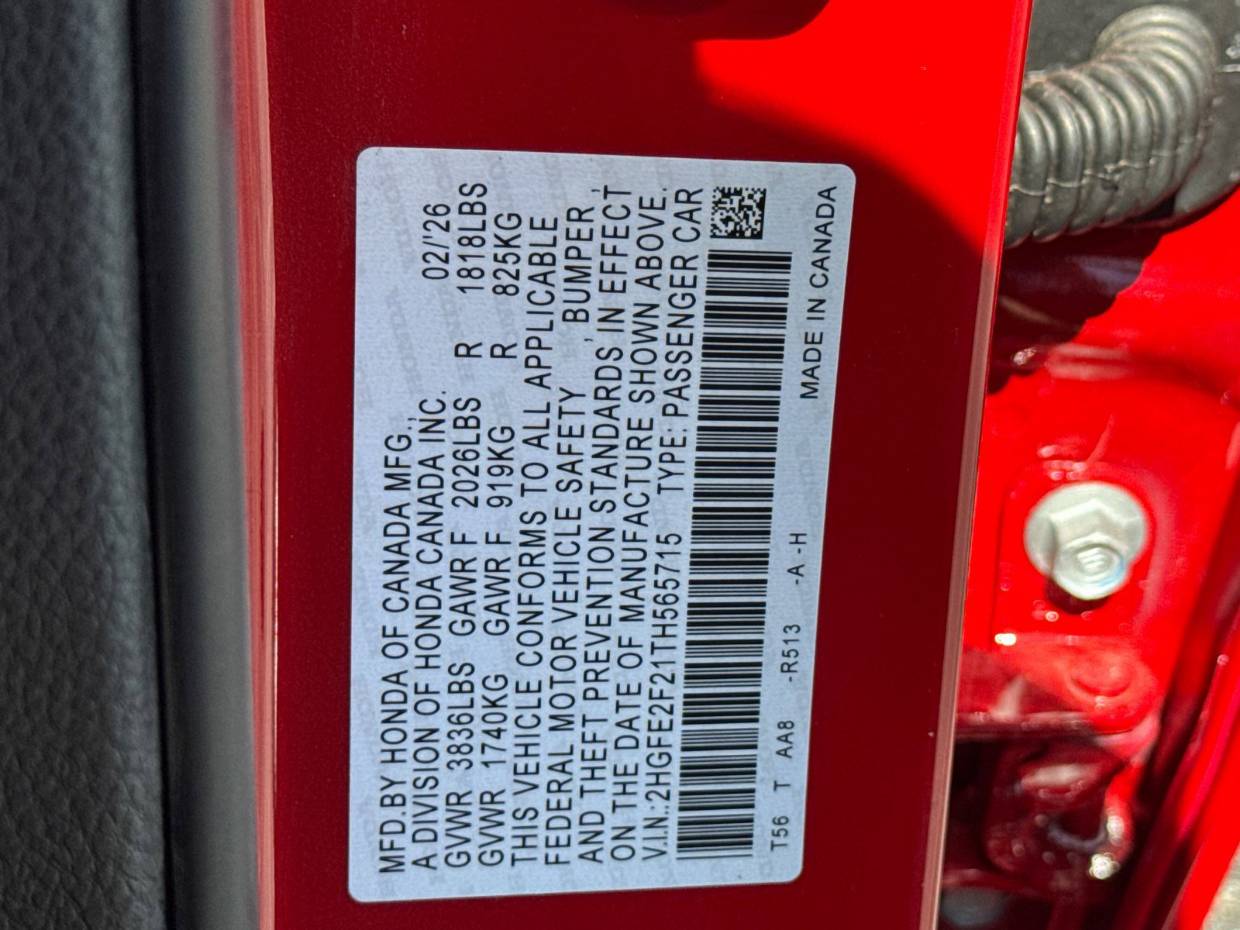 MFD.BY HONDA OF CANADA MFG.,
A DIVISION OF HONDA CANADA INC. 02/'26
GVWR 3836LBS GAWR F 2026LBS R 1818LBS
GVWR 1740KG GAWR F 919KG R 825KG
THIS VEHICLE CONFORMS TO ALL APPLICABLE
FEDERAL MOTOR VEHICLE SAFETY , BUMPER ,
AND THEFT PREVENTION STANDARDS, IN EFFECT
ON THE DATE OF MANUFACTURE SHOWN ABOVE.
V.I.N.:2HGFE2F21TH565715 TYPE:PASSENGER CAR
T56 T AA8 -R513 -A -H MADE IN CANADA